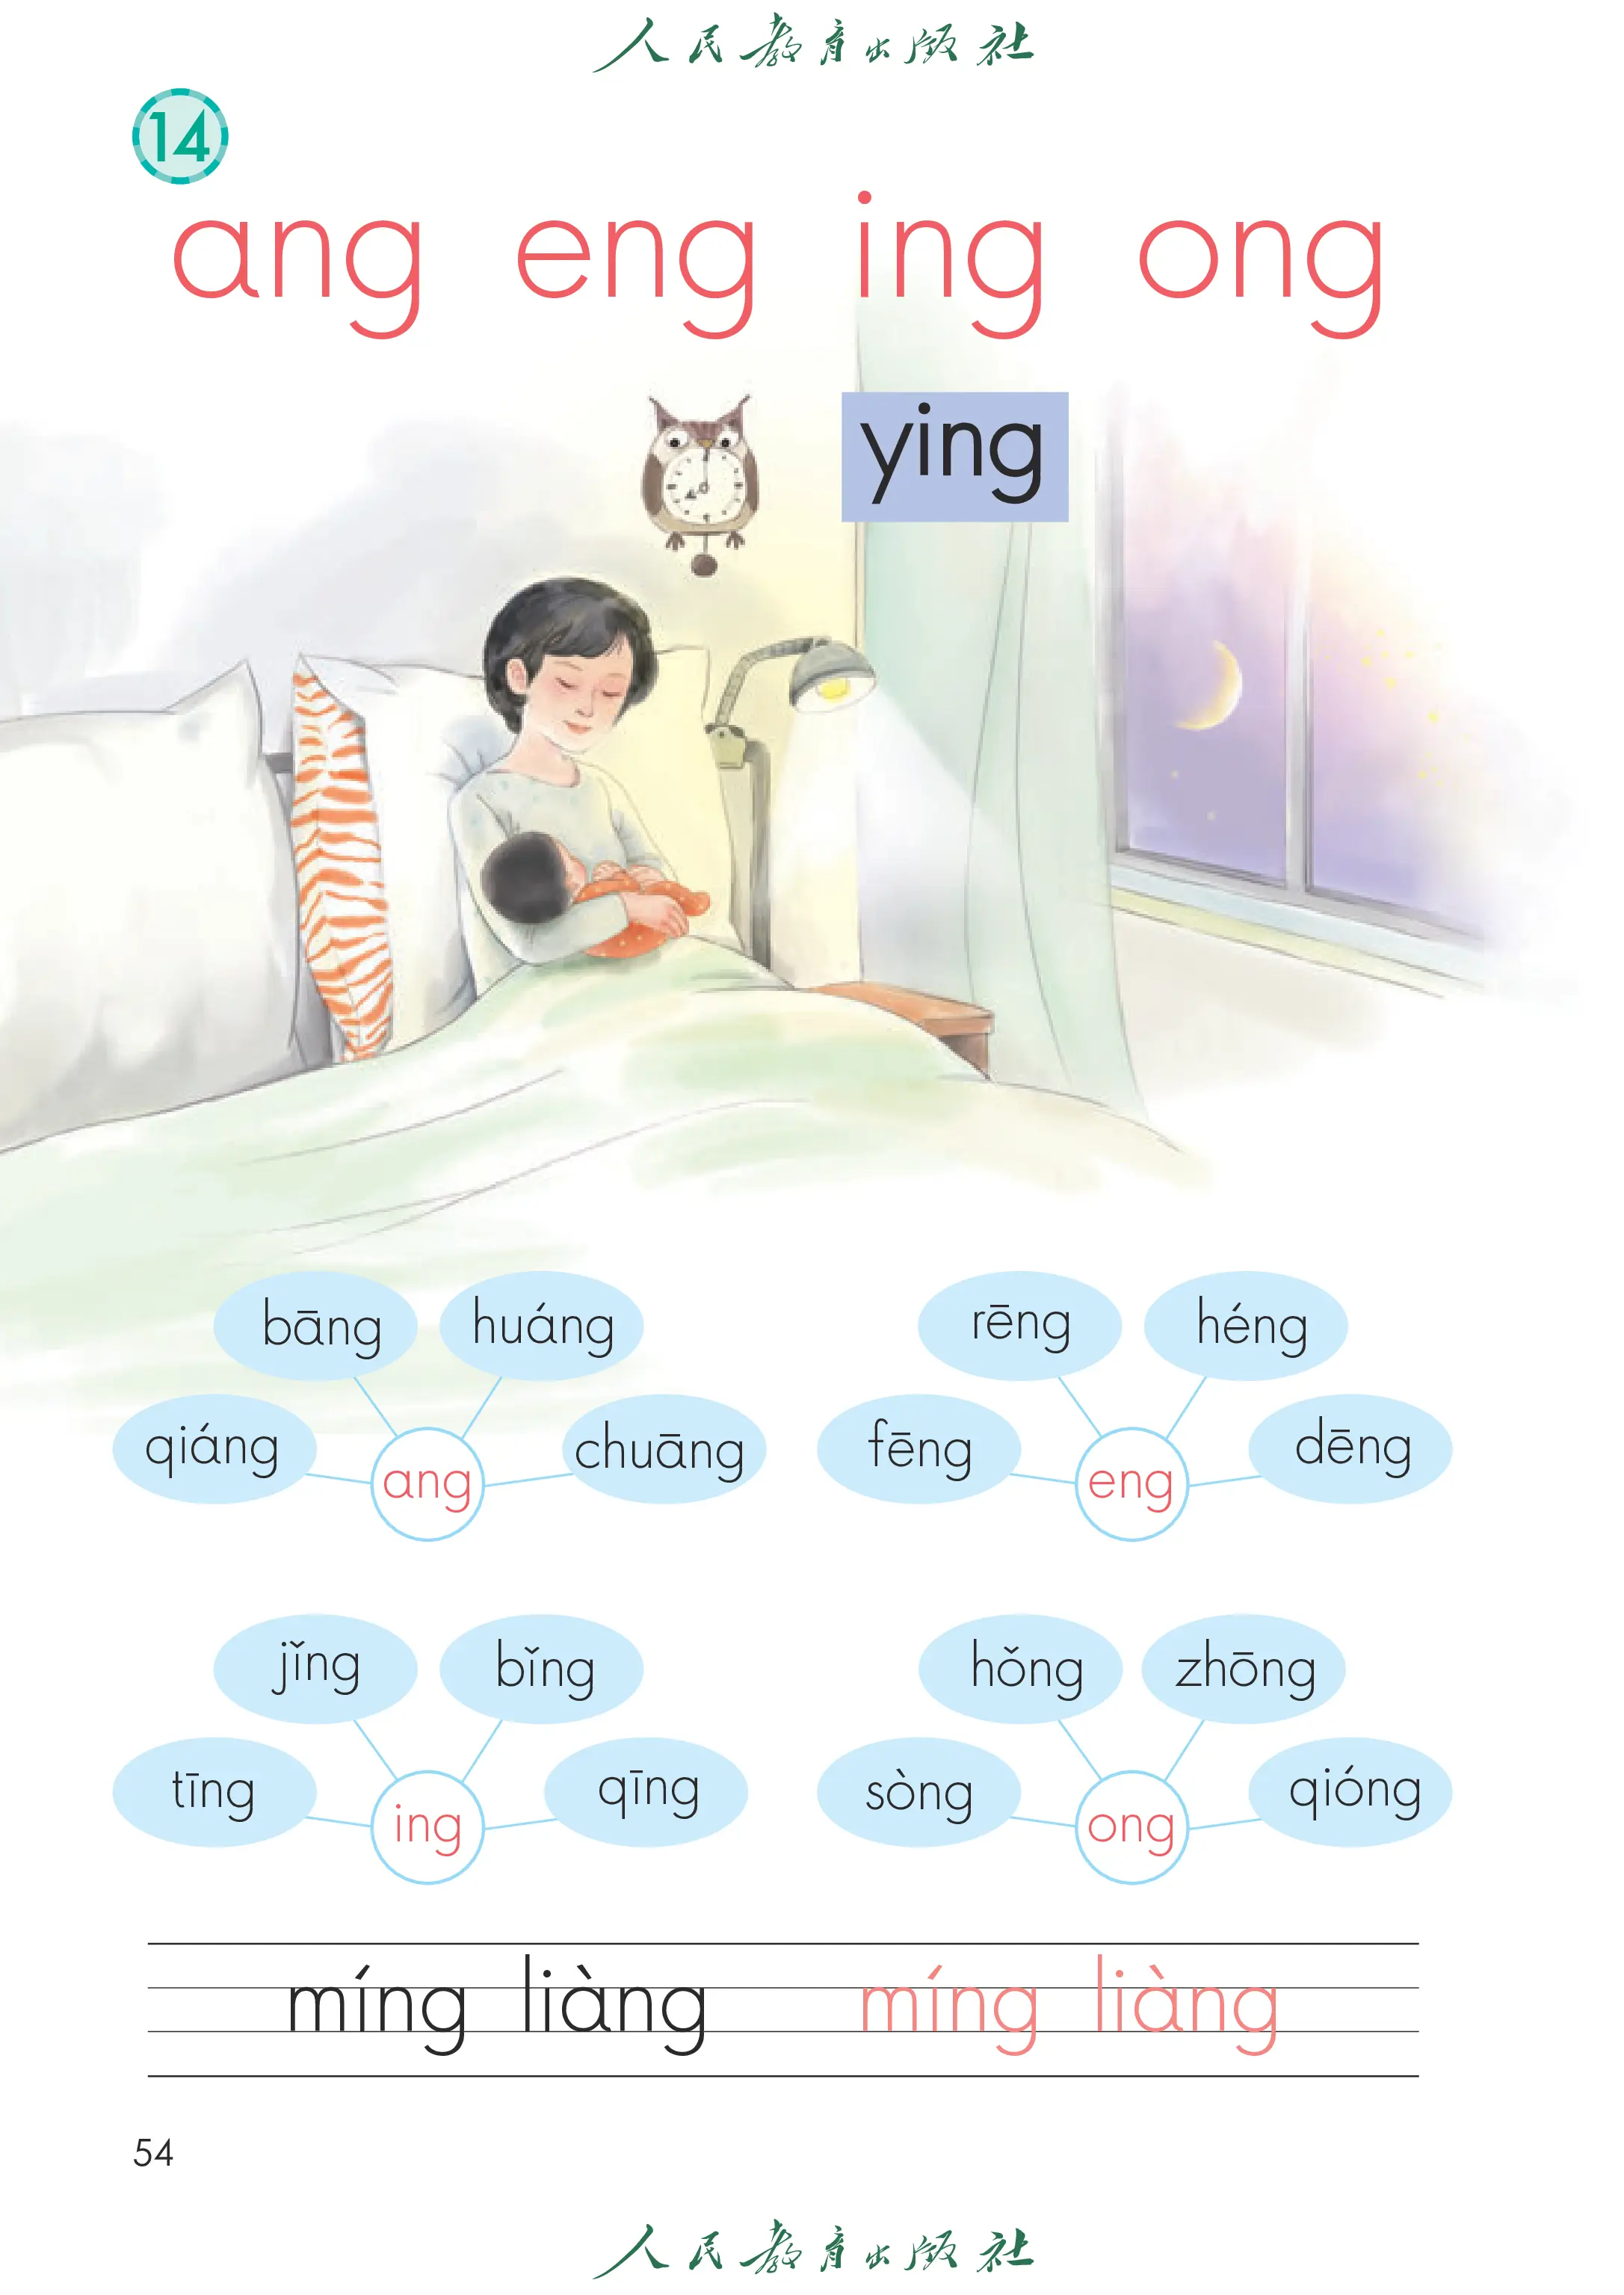 人民教育出版社
14
ang eng ing ong
ying
bāng huáng rēng héng
qiáng ang chuāng fēng eng dēng
jǐng bǐng hǒng zhōng
tīng ing qīng sòng ong qióng
míng liàng míng liàng
54
人民教育出版社